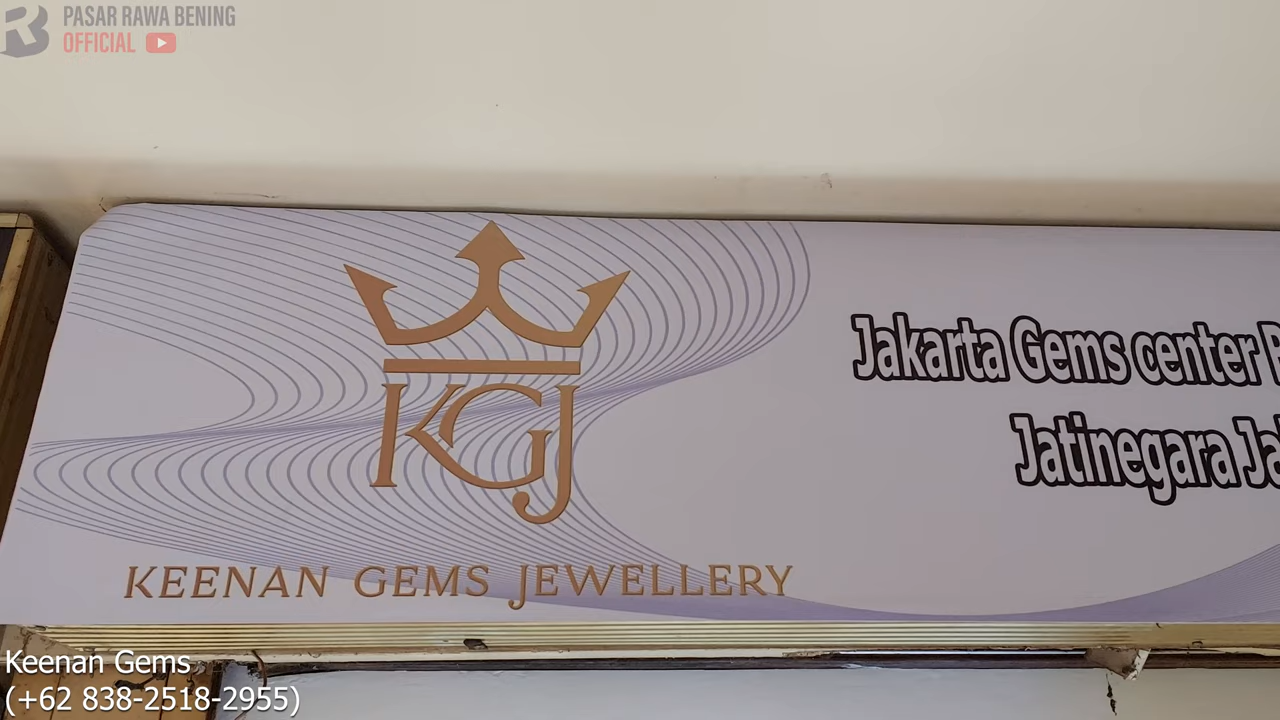 PASAR RAWA BENING
OFFICIAL
Jakarta Gems center
Jatinegara
KGJ
KEENAN GEMS JEWELLERY
Keenan Gems
(+62 838-2518-2955)